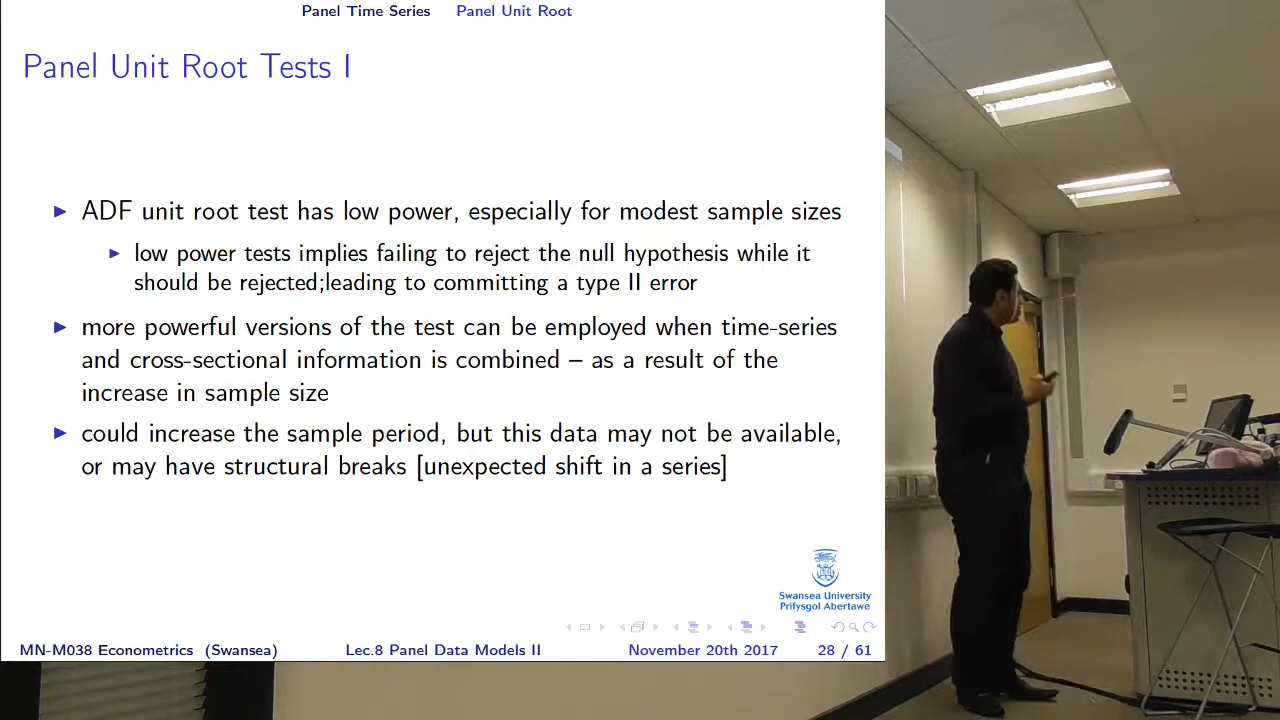 Panel Time Series Panel Unit Root
Panel Unit Root Tests I
ADF unit root test has low power, especially for modest sample sizes
low power tests implies failing to reject the null hypothesis while it
should be rejected;leading to committing a type II error
more powerful versions of the test can be employed when time-series
and cross-sectional information is combined – as a result of the
increase in sample size
could increase the sample period, but this data may not be available,
or may have structural breaks [unexpected shift in a series]
Swansea University
Prifysgol Abertawe
MN-M038 Econometrics (Swansea) Lec.8 Panel Data Models II November 20th 2017 28 / 61